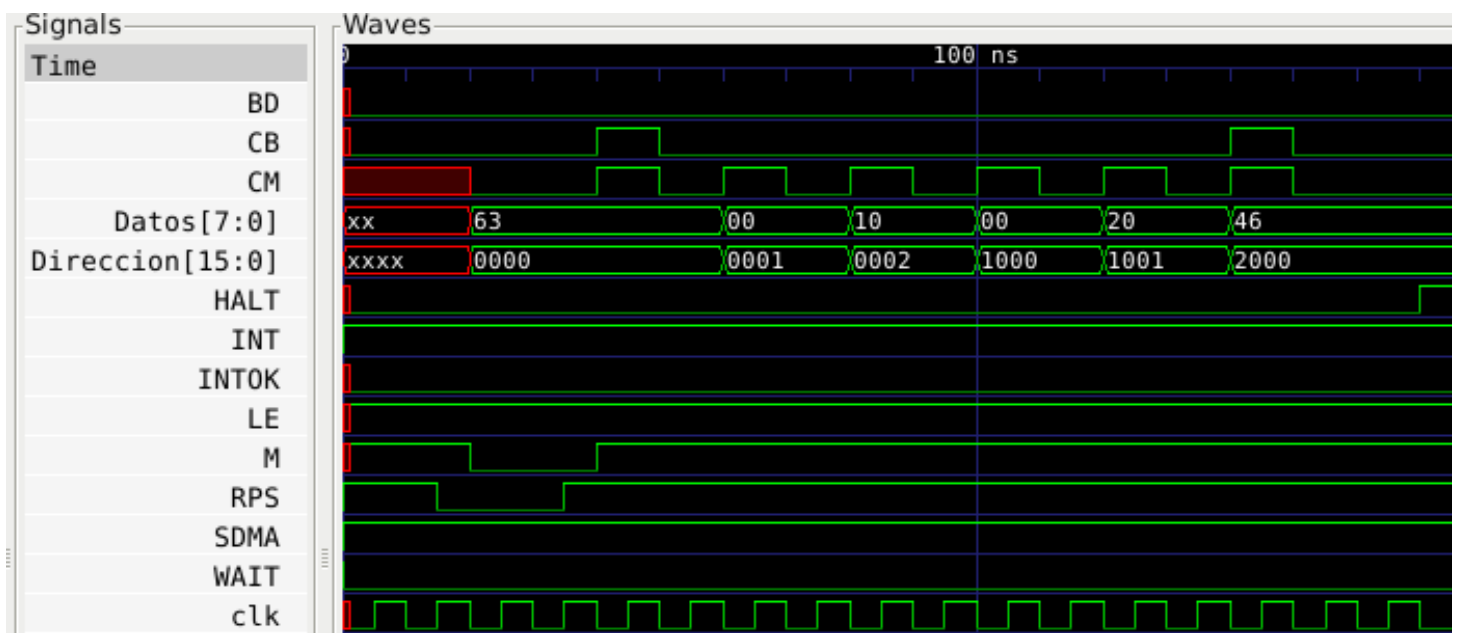 Signals
Waves
Time
0
100 ns
BD
CB
CM
Datos[7:0]
xx 63 00 10 00 20 46
Direccion[15:0]
xxxx 0000 0001 0002 1000 1001 2000
HALT
INT
INTOK
LE
M
RPS
SDMA
WAIT
clk